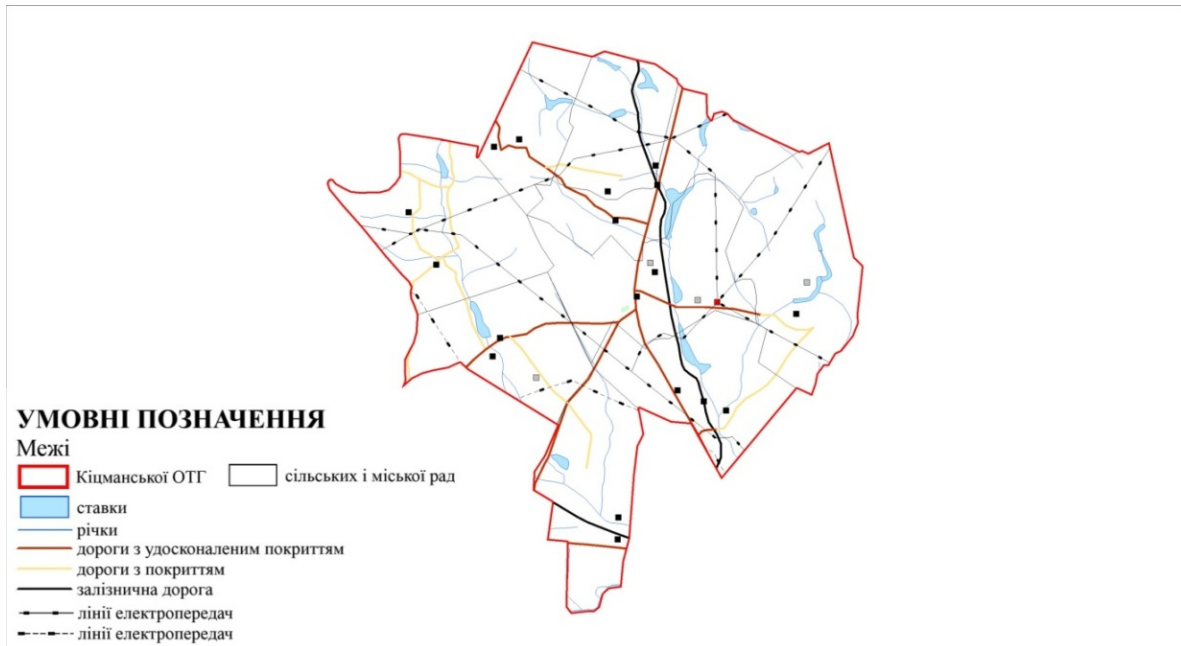 УМОВНІ ПОЗНАЧЕННЯ
Межі
Кіцманської ОТГ сільських і міської рад
ставки
річки
дороги з удосконаленим покриттям
дороги з покриттям
залізнична дорога
лінії електропередач
лінії електропередач